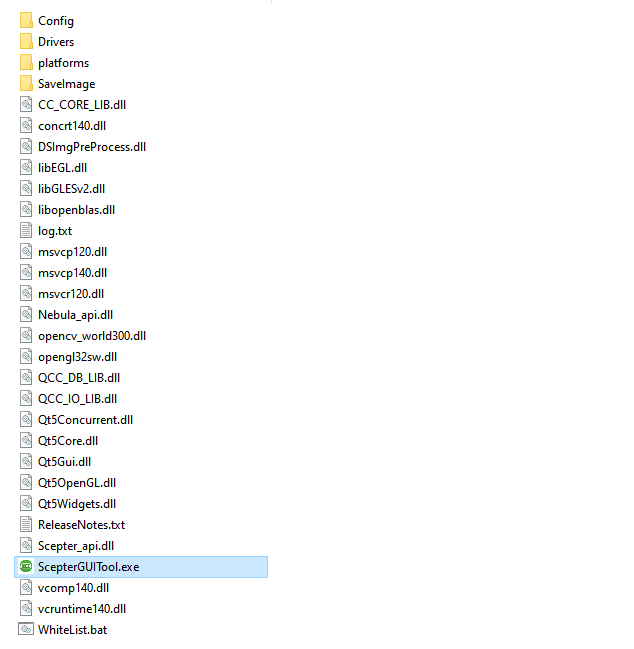 Config
Drivers
platforms
SaveImage
CC_CORE_LIB.dll
concrt140.dll
DSImgPreProcess.dll
libEGL.dll
libGLESv2.dll
libopenblas.dll
log.txt
msvcp120.dll
msvcp140.dll
msvcr120.dll
Nebula_api.dll
opencv_world300.dll
opengl32sw.dll
QCC_DB_LIB.dll
QCC_IO_LIB.dll
Qt5Concurrent.dll
Qt5Core.dll
Qt5Gui.dll
Qt5OpenGL.dll
Qt5Widgets.dll
ReleaseNotes.txt
Scepter_api.dll
ScepterGUITool.exe
vcomp140.dll
vcruntime140.dll
WhiteList.bat